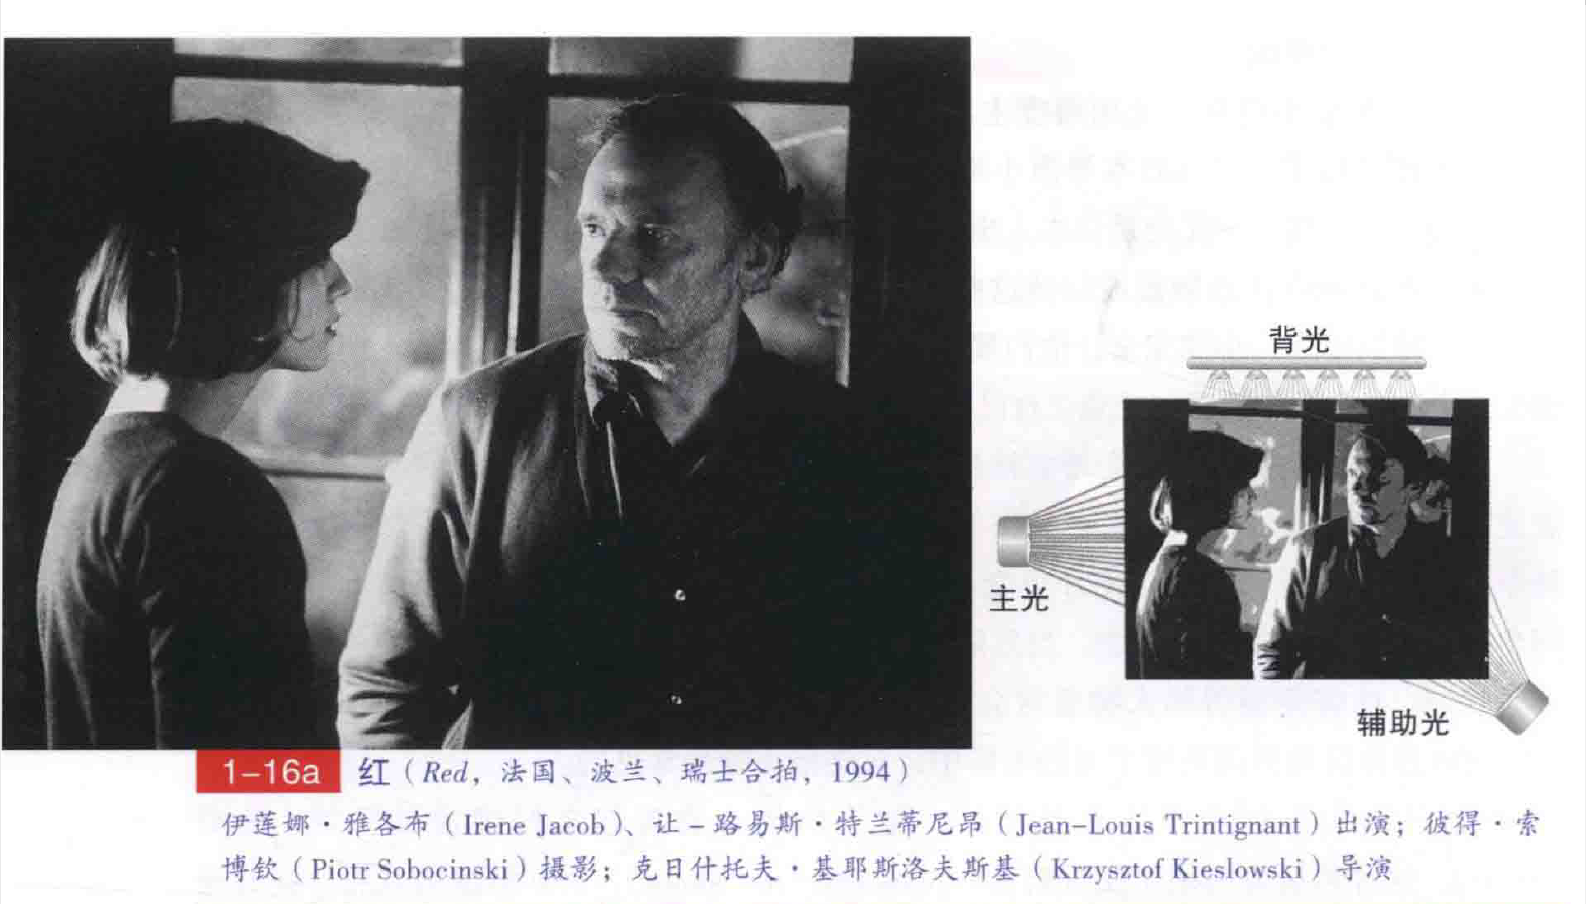 背光
主光
辅助光
1-16a 红（Red，法国、波兰、瑞士合拍，1994）
伊莲娜·雅各布（Irene Jacob）、让－路易斯·特兰蒂尼昂（Jean-Louis Trintignant）出演；彼得·索
博钦（Piotr Sobocinski）摄影；克日什托夫·基耶斯洛夫斯基（Krzysztof Kieslowski）导演